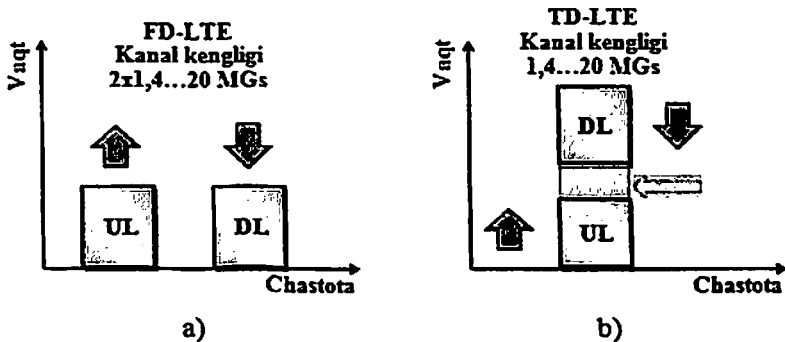 FD-LTE
Kanal kengligi
2x1,4...20 MGs
Vaqt
UL
DL
Chastota
a)
TD-LTE
Kanal kengligi
1,4...20 MGs
Vaqt
DL
UL
Chastota
b)